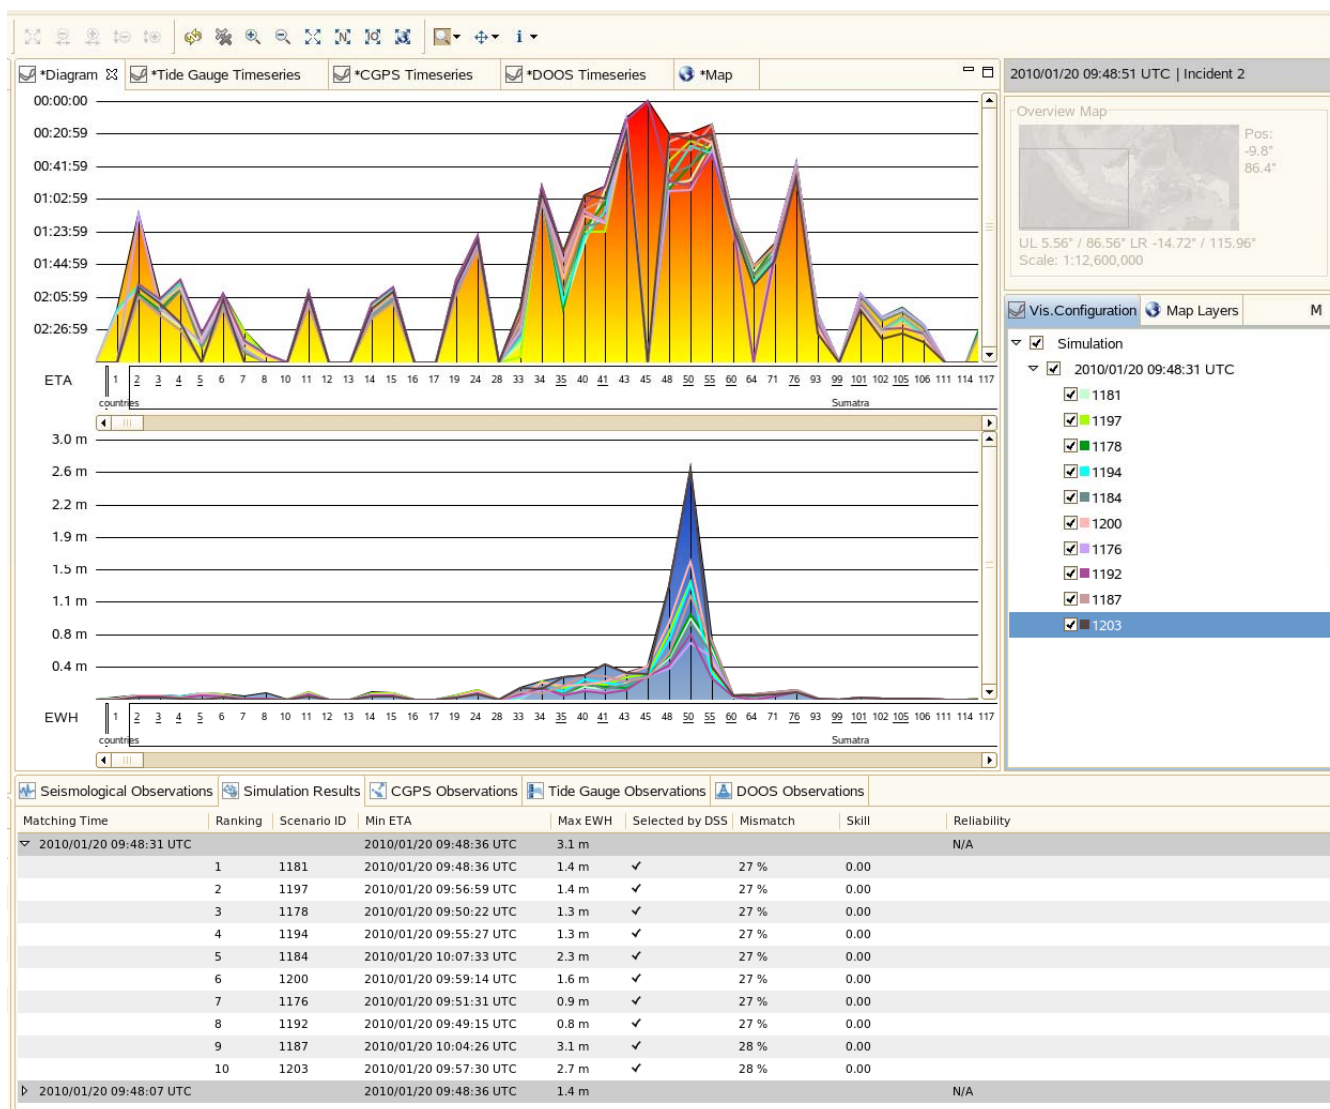 *Diagram
*Tide Gauge Timeseries
*CGPS Timeseries
*DOOS Timeseries
*Map
00:00:00
00:20:59
00:41:59
01:02:59
01:23:59
01:44:59
02:05:59
02:26:59
ETA
1 2 3 4 5 6 7 8 10 11 12 13 14 15 16 17 19 24 28 33 34 35 40 41 43 45 48 50 55 60 64 71 76 93 99 101 102 105 106 111 114 117
countries
Sumatra
3.0 m
2.6 m
2.2 m
1.9 m
1.5 m
1.1 m
0.8 m
0.4 m
EWH
1 2 3 4 5 6 7 8 10 11 12 13 14 15 16 17 19 24 28 33 34 35 40 41 43 45 48 50 55 60 64 71 76 93 99 101 102 105 106 111 114 117
countries
Sumatra
2010/01/20 09:48:51 UTC | Incident 2
Overview Map
Pos:
-9.8°
86.4°
UL 5.56° / 86.56° LR -14.72° / 115.96°
Scale: 1:12,600,000
Vis.Configuration
Map Layers
M
Simulation
2010/01/20 09:48:31 UTC
1181
1197
1178
1194
1184
1200
1176
1192
1187
1203
Seismological Observations
Simulation Results
CGPS Observations
Tide Gauge Observations
DOOS Observations
Matching Time Ranking Scenario ID Min ETA Max EWH Selected by DSS Mismatch Skill Reliability
2010/01/20 09:48:31 UTC 2010/01/20 09:48:36 UTC 3.1 m N/A
1 1181 2010/01/20 09:48:36 UTC 1.4 m ✓ 27 % 0.00
2 1197 2010/01/20 09:56:59 UTC 1.4 m ✓ 27 % 0.00
3 1178 2010/01/20 09:50:22 UTC 1.3 m ✓ 27 % 0.00
4 1194 2010/01/20 09:55:27 UTC 1.3 m ✓ 27 % 0.00
5 1184 2010/01/20 10:07:33 UTC 2.3 m ✓ 27 % 0.00
6 1200 2010/01/20 09:59:14 UTC 1.6 m ✓ 27 % 0.00
7 1176 2010/01/20 09:51:31 UTC 0.9 m ✓ 27 % 0.00
8 1192 2010/01/20 09:49:15 UTC 0.8 m ✓ 27 % 0.00
9 1187 2010/01/20 10:04:26 UTC 3.1 m ✓ 28 % 0.00
10 1203 2010/01/20 09:57:30 UTC 2.7 m ✓ 28 % 0.00
2010/01/20 09:48:07 UTC 2010/01/20 09:48:36 UTC 1.4 m N/A